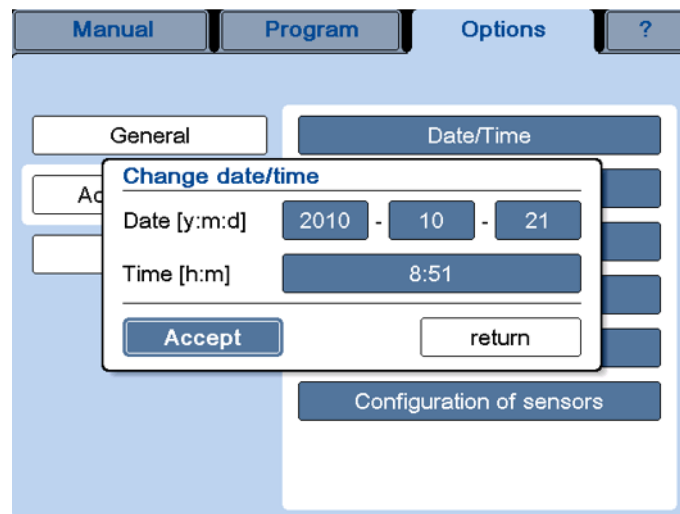 Manual Program Options ?
General Date/Time
Change date/time
Date [y:m:d] 2010 - 10 - 21
Time [h:m] 8:51
Accept return
Configuration of sensors